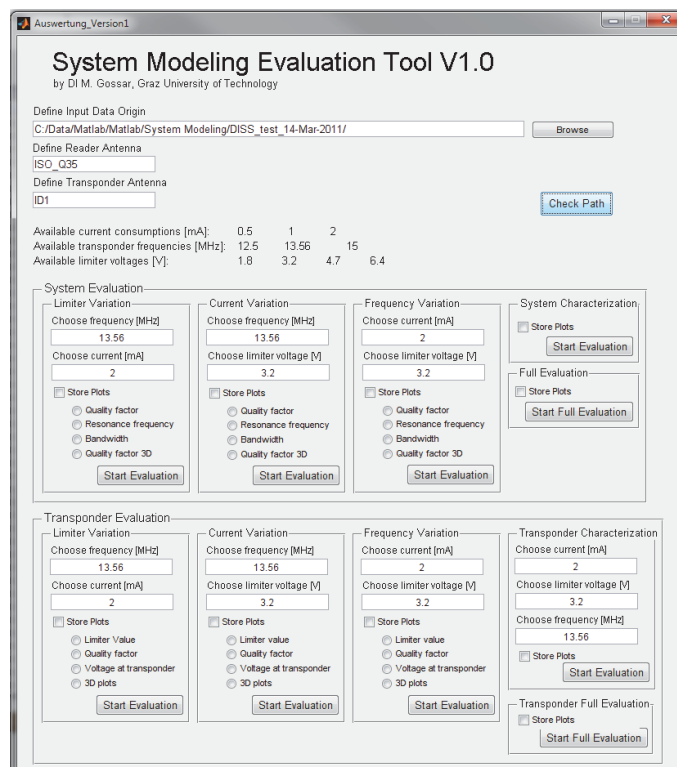 Auswertung_Version1
System Modeling Evaluation Tool V1.0
by DI M. Gossar, Graz University of Technology
Define Input Data Origin
C:/Data/Matlab/Matlab/System Modeling/DISS_test_14-Mar-2011/
Browse
Define Reader Antenna
ISO_Q35
Define Transponder Antenna
ID1
Check Path
Available current consumptions [mA]: 0.5 1 2
Available transponder frequencies [MHz]: 12.5 13.56 15
Available limiter voltages [V]: 1.8 3.2 4.7 6.4
System Evaluation
Limiter Variation
Choose frequency [MHz]
13.56
Choose current [mA]
2
Store Plots
Quality factor
Resonance frequency
Bandwidth
Quality factor 3D
Start Evaluation
Current Variation
Choose frequency [MHz]
13.56
Choose limiter voltage [V]
3.2
Store Plots
Quality factor
Resonance frequency
Bandwidth
Quality factor 3D
Start Evaluation
Frequency Variation
Choose current [mA]
2
Choose limiter voltage [V]
3.2
Store Plots
Quality factor
Resonance frequency
Bandwidth
Quality factor 3D
Start Evaluation
System Characterization
Store Plots
Start Evaluation
Full Evaluation
Store Plots
Start Full Evaluation
Transponder Evaluation
Limiter Variation
Choose frequency [MHz]
13.56
Choose current [mA]
2
Store Plots
Limiter Value
Quality factor
Voltage at transponder
3D plots
Start Evaluation
Current Variation
Choose frequency [MHz]
13.56
Choose limiter voltage [V]
3.2
Store Plots
Limiter value
Quality factor
Voltage at transponder
3D plots
Start Evaluation
Frequency Variation
Choose current [mA]
2
Choose limiter voltage [V]
3.2
Store Plots
Limiter value
Quality factor
Voltage at transponder
3D plots
Start Evaluation
Transponder Characterization
Choose current [mA]
2
Choose limiter voltage [V]
3.2
Choose frequency [MHz]
13.56
Store Plots
Start Evaluation
Transponder Full Evaluation
Store Plots
Start Full Evaluation